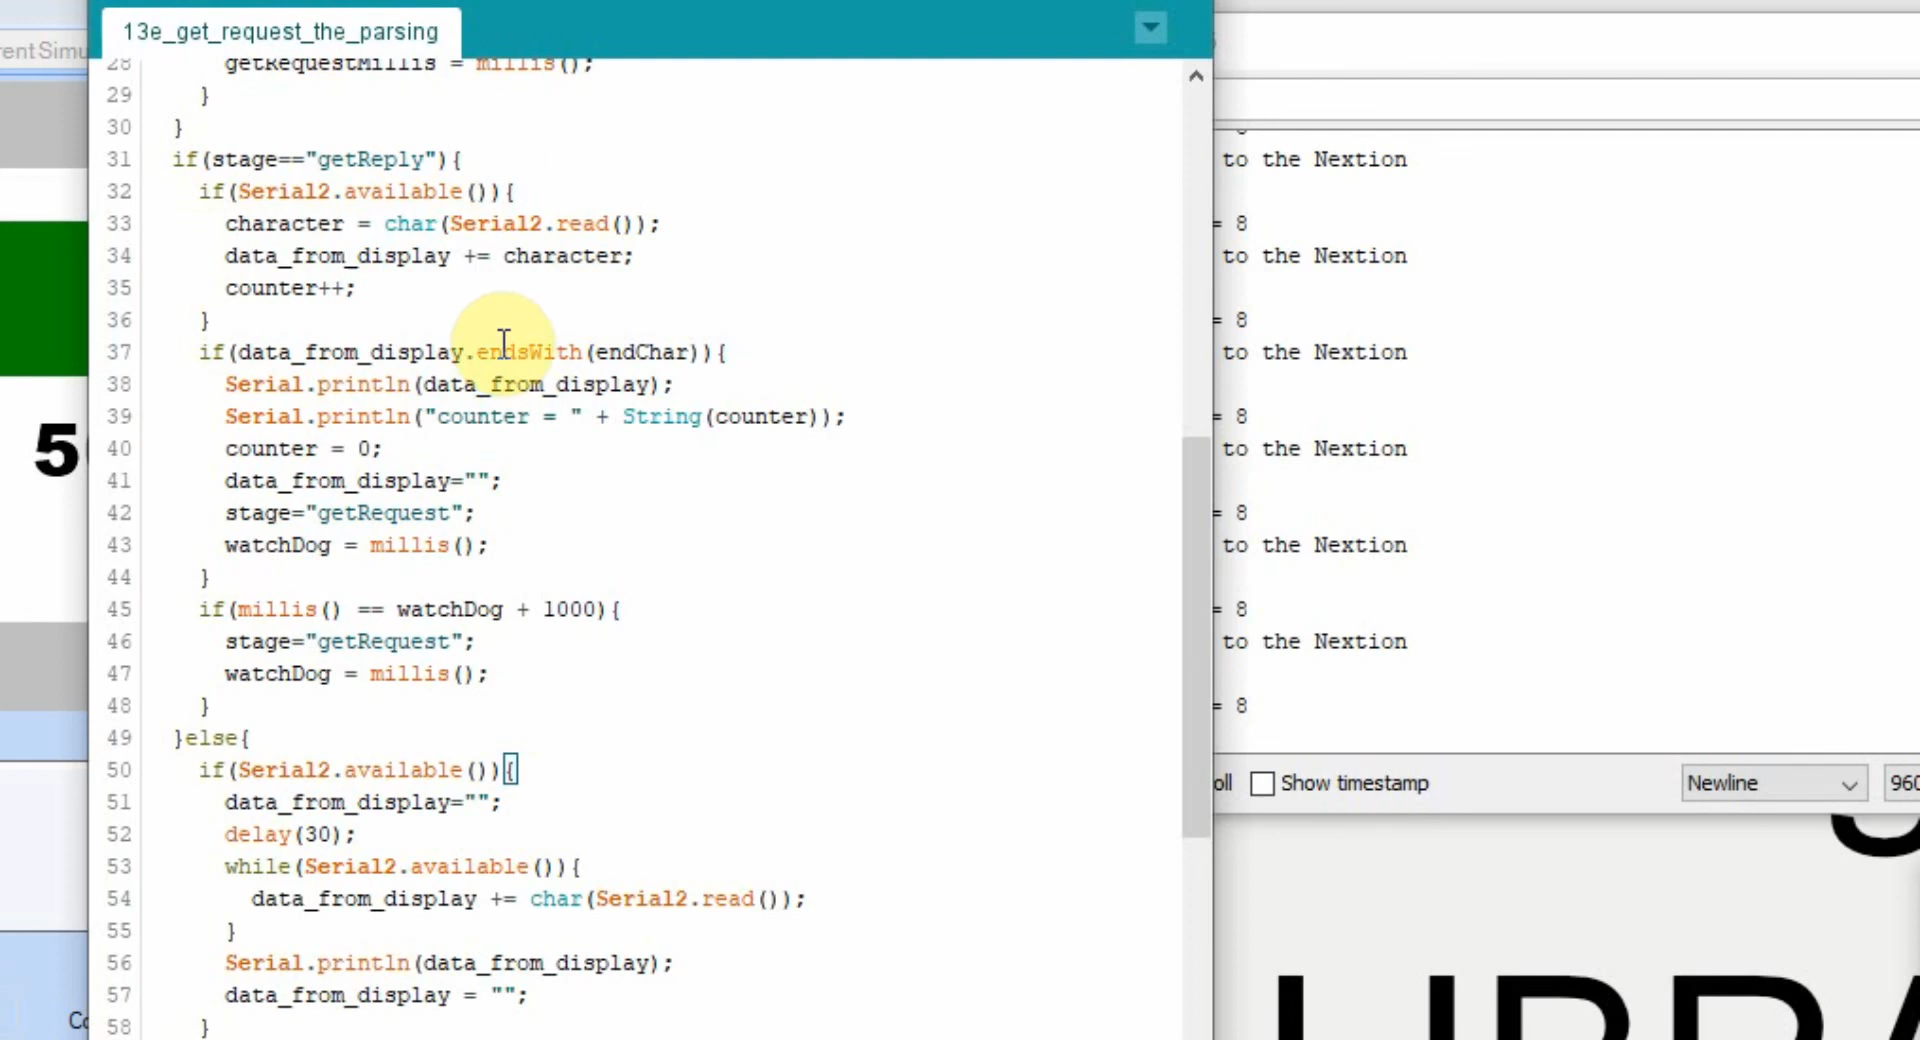 13e_get_request_the_parsing
rent Simu
28 getRequestMillis = millis();
29 }
30 }
31 if(stage=="getReply"){
32 if(Serial2.available()){
33 character = char(Serial2.read());
34 data_from_display += character;
35 counter++;
36 }
37 if(data_from_display.endsWith(endChar)){
38 Serial.println(data_from_display);
39 Serial.println("counter = " + String(counter));
40 counter = 0;
41 data_from_display="";
42 stage="getRequest";
43 watchDog = millis();
44 }
45 if(millis() == watchDog + 1000){
46 stage="getRequest";
47 watchDog = millis();
48 }
49 }else{
50 if(Serial2.available()){
51 data_from_display="";
52 delay(30);
53 while(Serial2.available()){
54 data_from_display += char(Serial2.read());
55 }
56 Serial.println(data_from_display);
57 data_from_display = "";
58 }
5
to the Nextion
= 8
to the Nextion
= 8
to the Nextion
= 8
to the Nextion
= 8
to the Nextion
= 8
to the Nextion
= 8
oll Show timestamp Newline 960